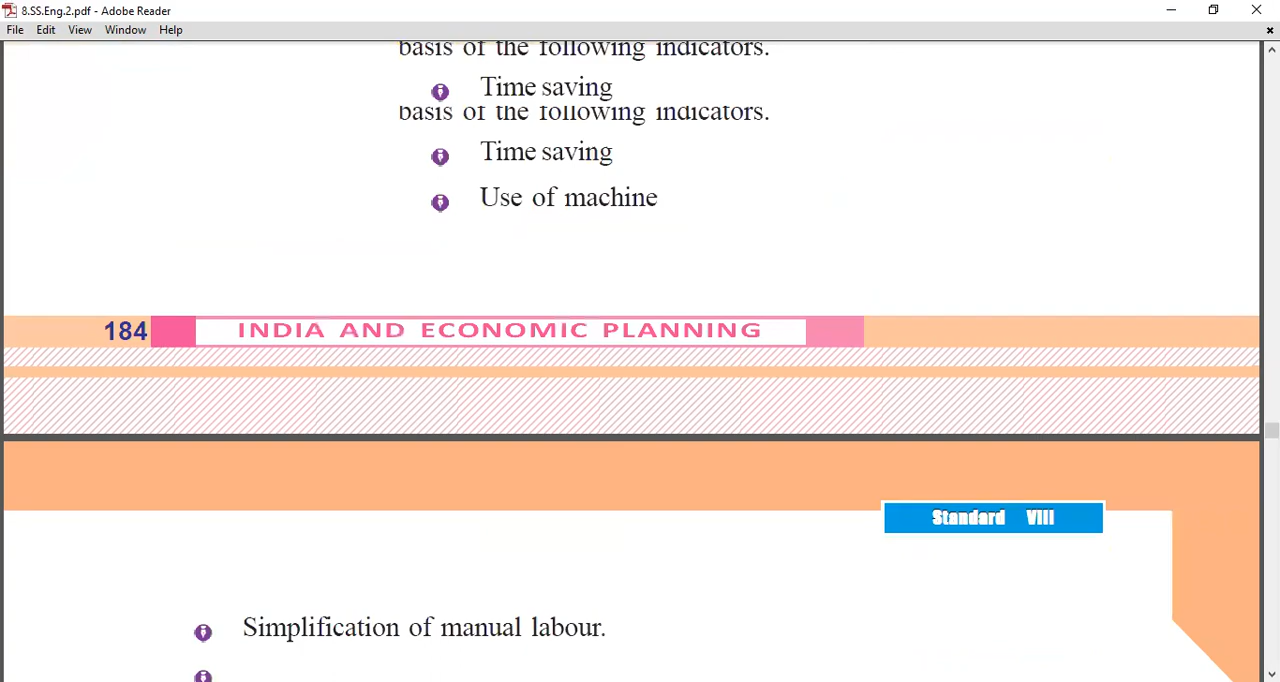 8.SS.Eng.2.pdf - Adobe Reader
File Edit View Window Help
basis of the following indicators.
Time saving
basis of the following indicators.
Time saving
Use of machine
184 INDIA AND ECONOMIC PLANNING
Standard VIII
Simplification of manual labour.